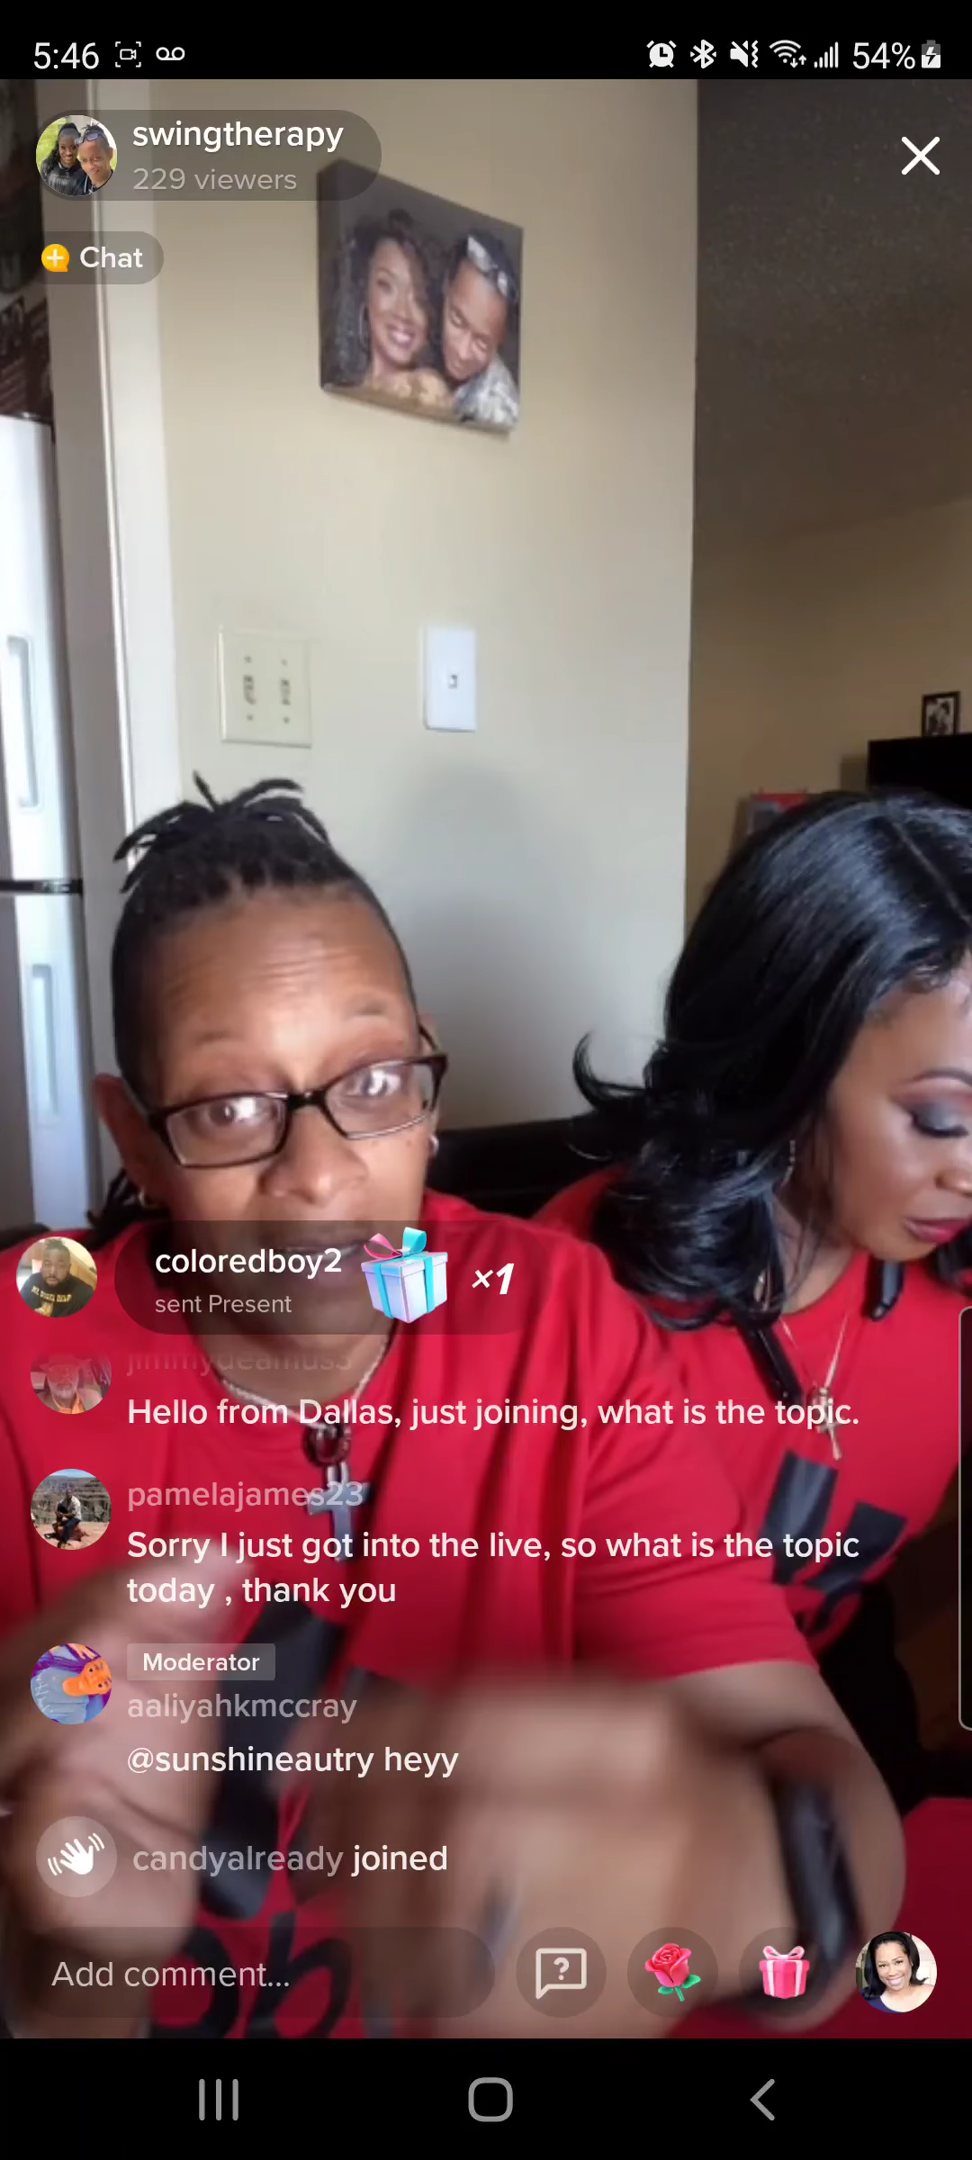 5:46
54%
swingtherapy
229 viewers
Chat
coloredboy2
sent Present
×1
Hello from Dallas, just joining, what is the topic.
pamelajames23
Sorry I just got into the live, so what is the topic
today , thank you
Moderator
aaliyahkmccray
@sunshineautry heyy
candyalready joined
Add comment...